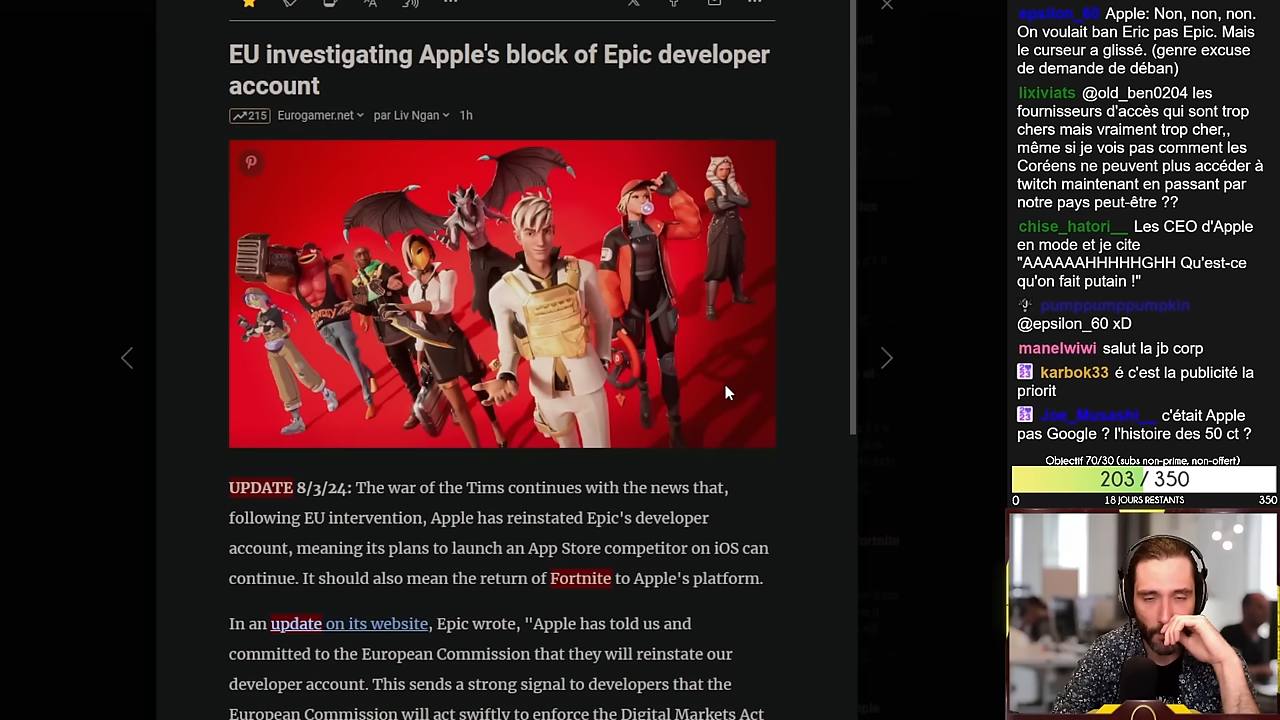 EU investigating Apple's block of Epic developer
account
215 Eurogamer.net par Liv Ngan 1h
UPDATE 8/3/24: The war of the Tims continues with the news that,
following EU intervention, Apple has reinstated Epic's developer
account, meaning its plans to launch an App Store competitor on iOS can
continue. It should also mean the return of Fortnite to Apple's platform.
In an update on its website, Epic wrote, "Apple has told us and
committed to the European Commission that they will reinstate our
developer account. This sends a strong signal to developers that the
European Commission will act swiftly to enforce the Digital Markets Act
epsilon_60 Apple: Non, non, non.
On voulait ban Eric pas Epic. Mais
le curseur a glissé. (genre excuse
de demande de déban)
lixiviats @old_ben0204 les
fournisseurs d'accès qui sont trop
chers mais vraiment trop cher,,
même si je vois pas comment les
Coréens ne peuvent plus accéder à
twitch maintenant en passant par
notre pays peut-être ??
chise_hatori__ Les CEO d'Apple
en mode et je cite
"AAAAAAHHHHHGHH Qu'est-ce
qu'on fait putain !"
pumppumppumpkin
@epsilon_60 xD
manelwiwi salut la jb corp
karbok33 é c'est la publicité la
priorit
Joe_Musashi__ c'était Apple
pas Google ? l'histoire des 50 ct ?
Objectif 70/30 (subs non-prime, non-offert)
203 / 350
0 18 JOURS RESTANTS 350